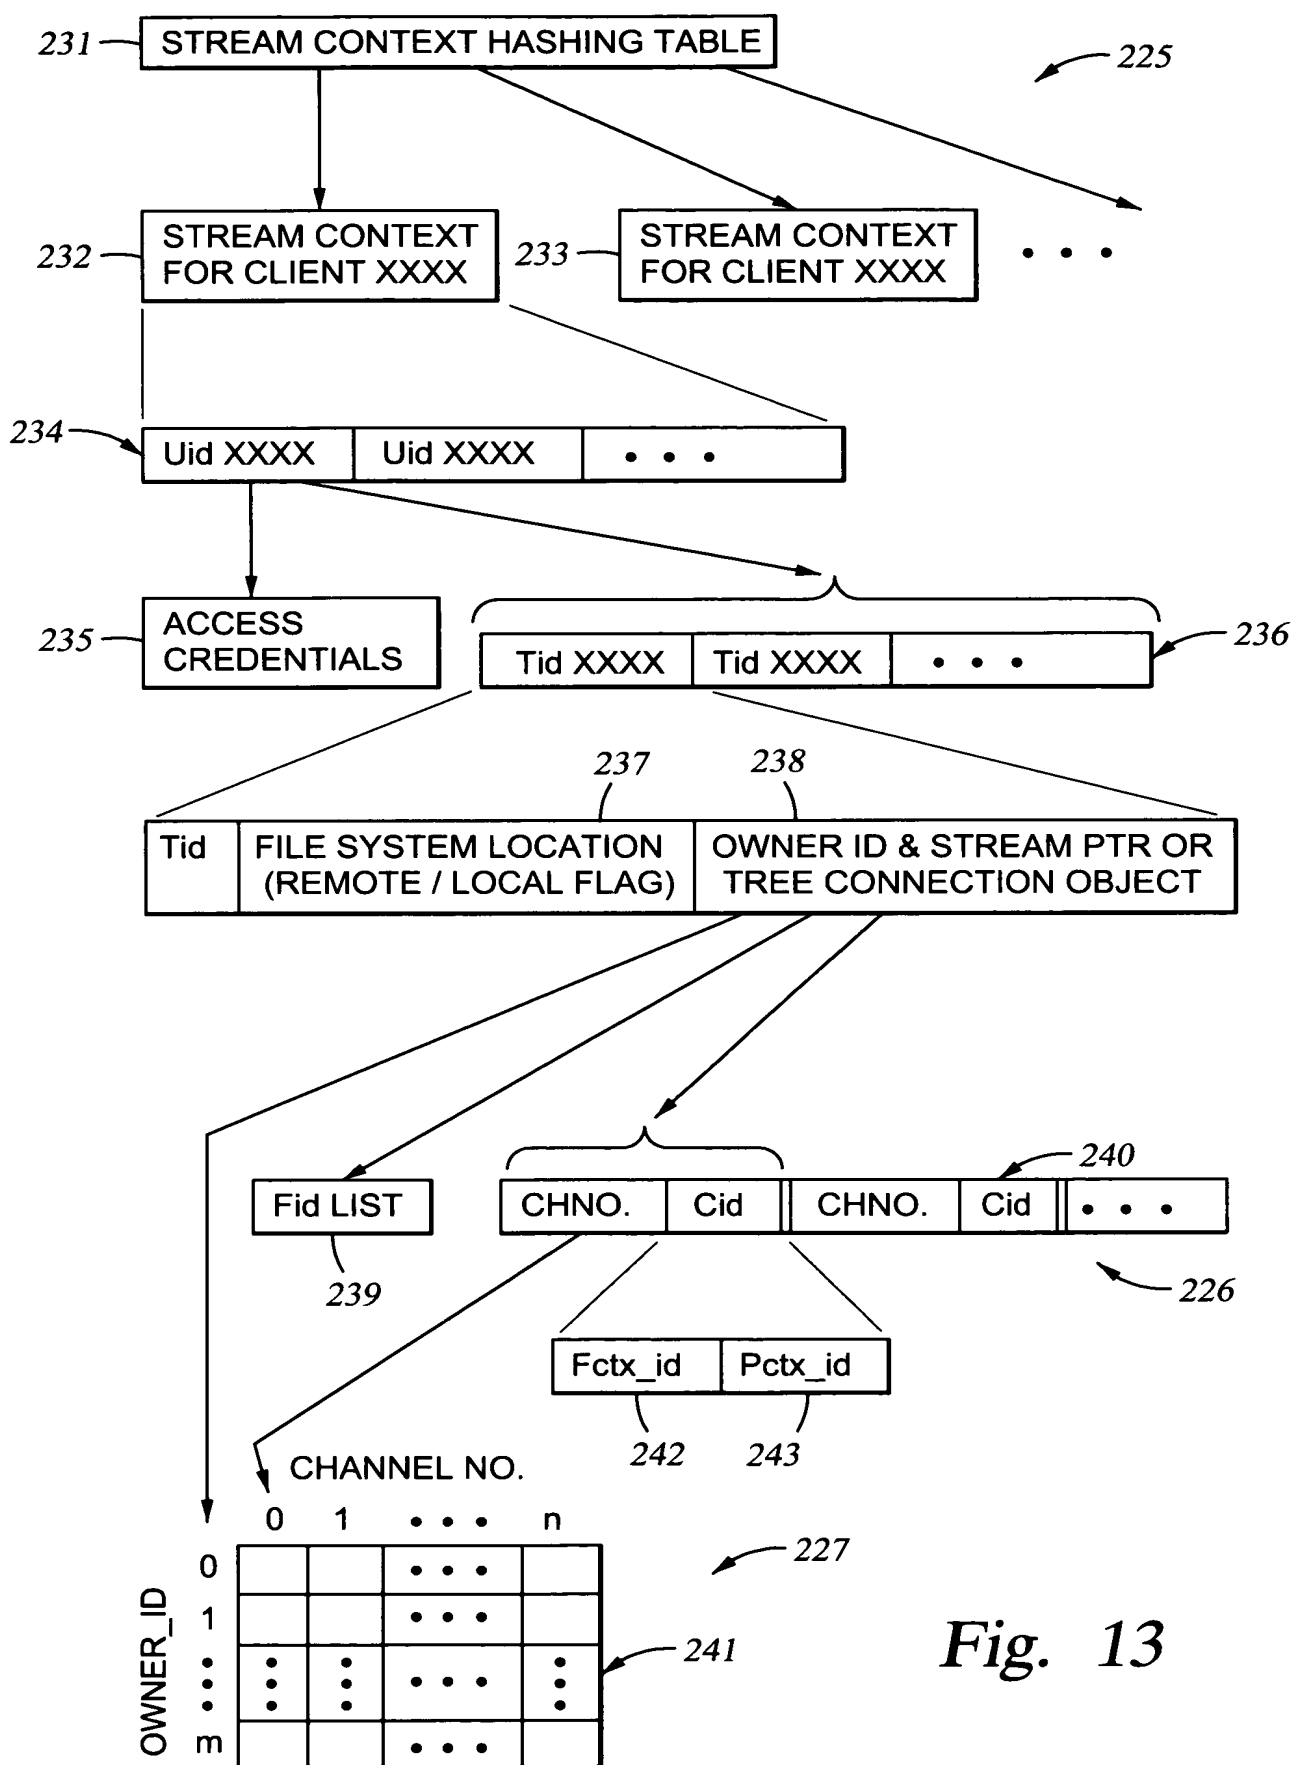 231
STREAM CONTEXT HASHING TABLE
225
232
STREAM CONTEXT
FOR CLIENT XXXX
233
STREAM CONTEXT
FOR CLIENT XXXX
• • •
234
Uid XXXX
Uid XXXX
• • •
235
ACCESS
CREDENTIALS
Tid XXXX
Tid XXXX
• • •
236
237
238
Tid
FILE SYSTEM LOCATION
(REMOTE / LOCAL FLAG)
OWNER ID & STREAM PTR OR
TREE CONNECTION OBJECT
240
Fid LIST
239
CHNO.
Cid
CHNO.
Cid
• • •
226
Fctx_id
Pctx_id
242
243
CHANNEL NO.
0 1 • • • n
227
OWNER_ID
0
• • •
1
• • •
• • •
241
m
• • •
Fig. 13